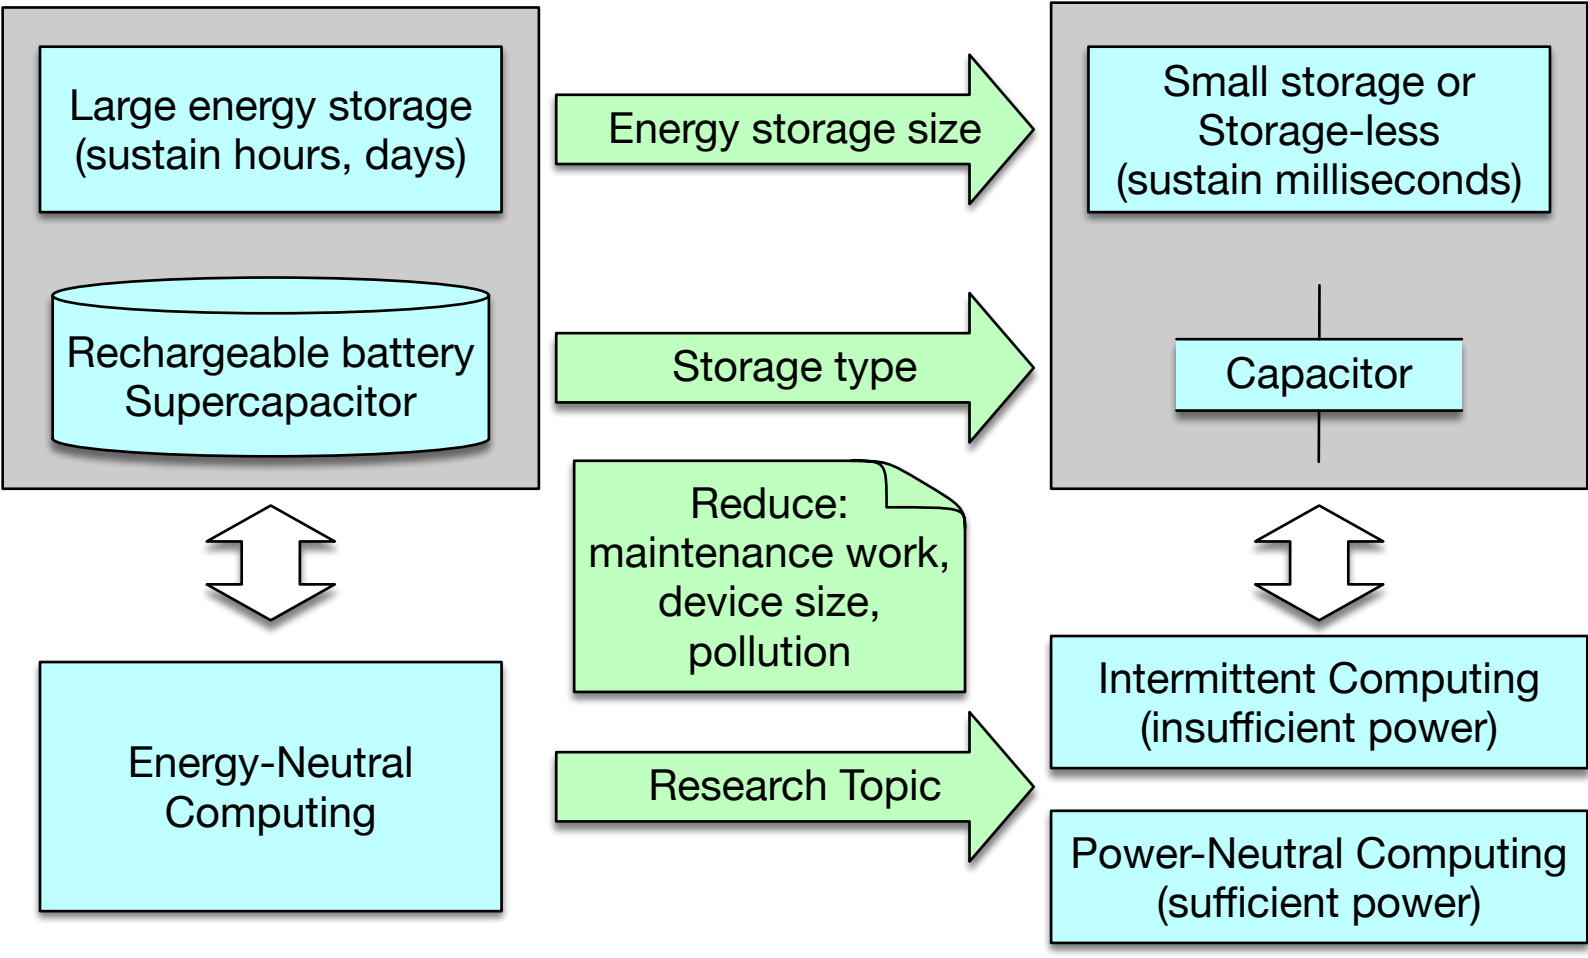 Large energy storage
(sustain hours, days)
Energy storage size
Small storage or
Storage-less
(sustain milliseconds)
Rechargeable battery
Supercapacitor
Storage type
Capacitor
Reduce:
maintenance work,
device size,
pollution
Energy-Neutral
Computing
Research Topic
Intermittent Computing
(insufficient power)
Power-Neutral Computing
(sufficient power)